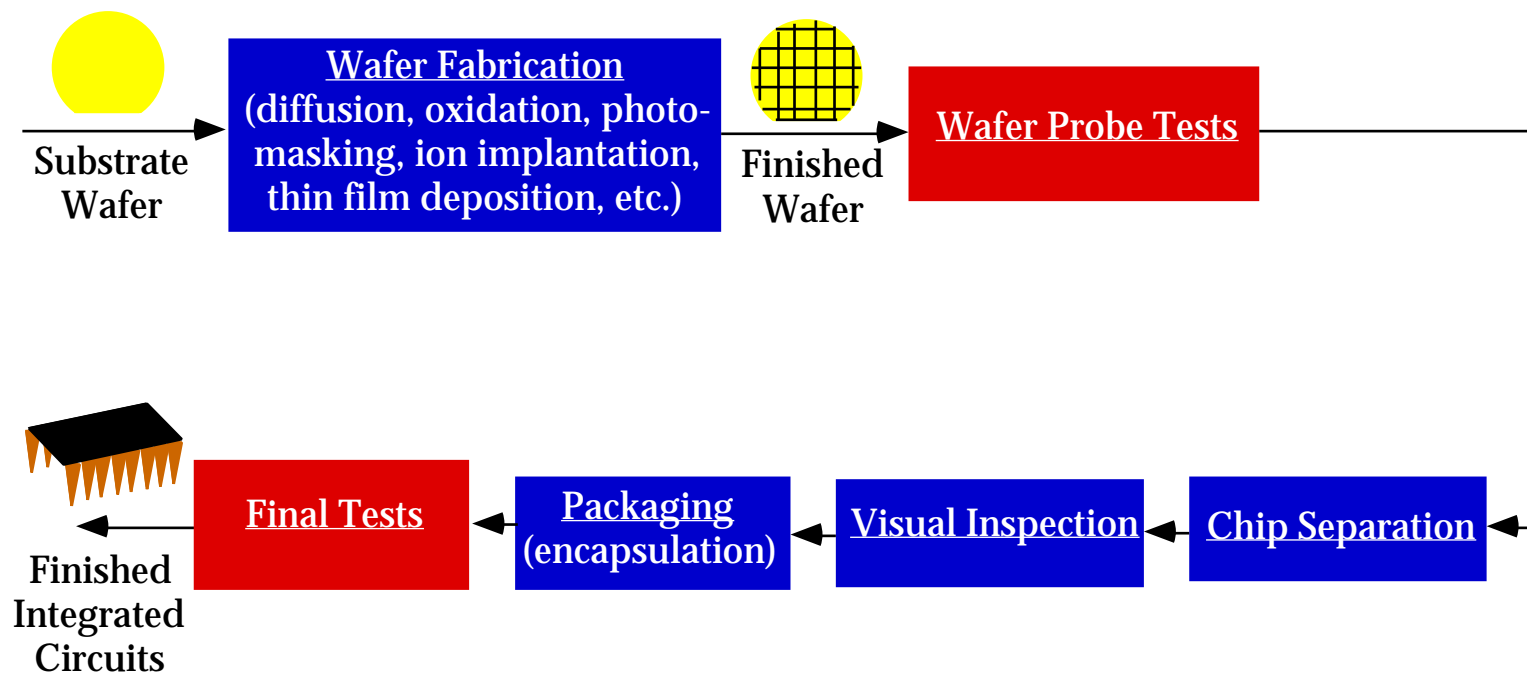 Substrate
Wafer
Wafer Fabrication
(diffusion, oxidation, photo-
masking, ion implantation,
thin film deposition, etc.)
Finished
Wafer
Wafer Probe Tests
Chip Separation
Visual Inspection
Packaging
(encapsulation)
Final Tests
Finished
Integrated
Circuits